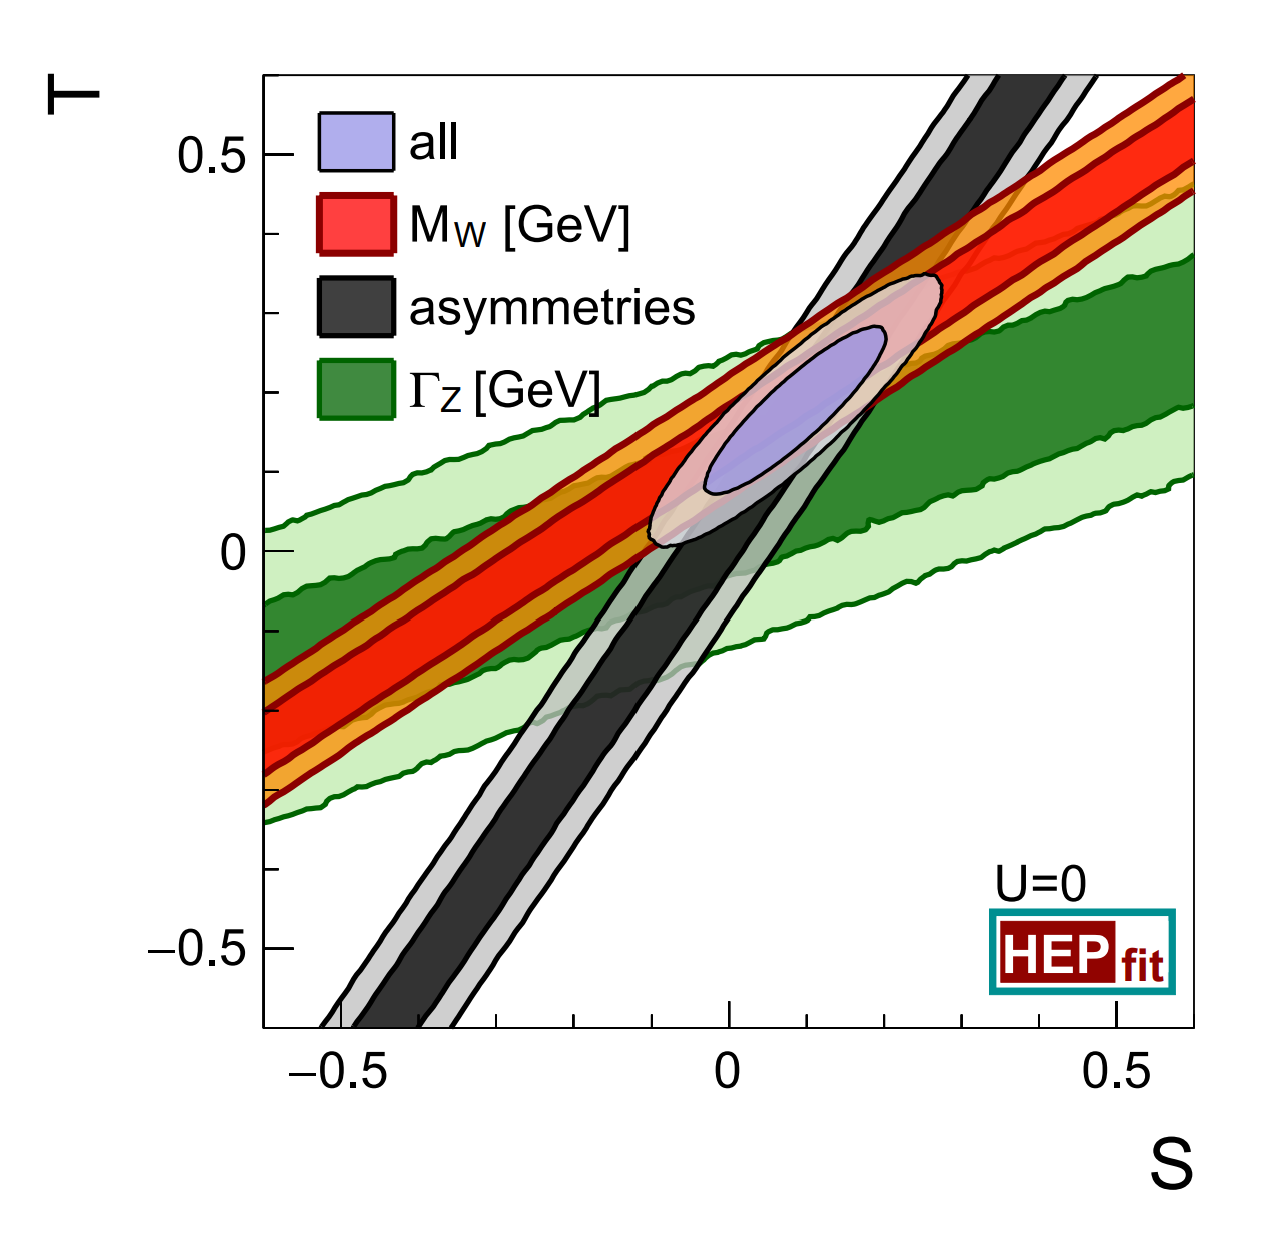 T
0.5
all
M_W [GeV]
asymmetries
Γ_Z [GeV]
0
−0.5
U=0
HEP fit
−0.5 0 0.5
S